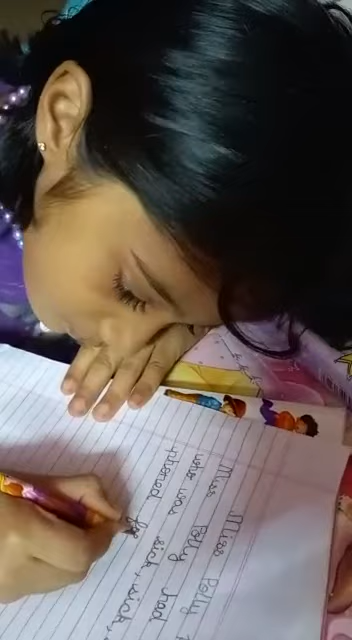 Miss Polly
Miss Polly had
who was sick, sick,
phoned for